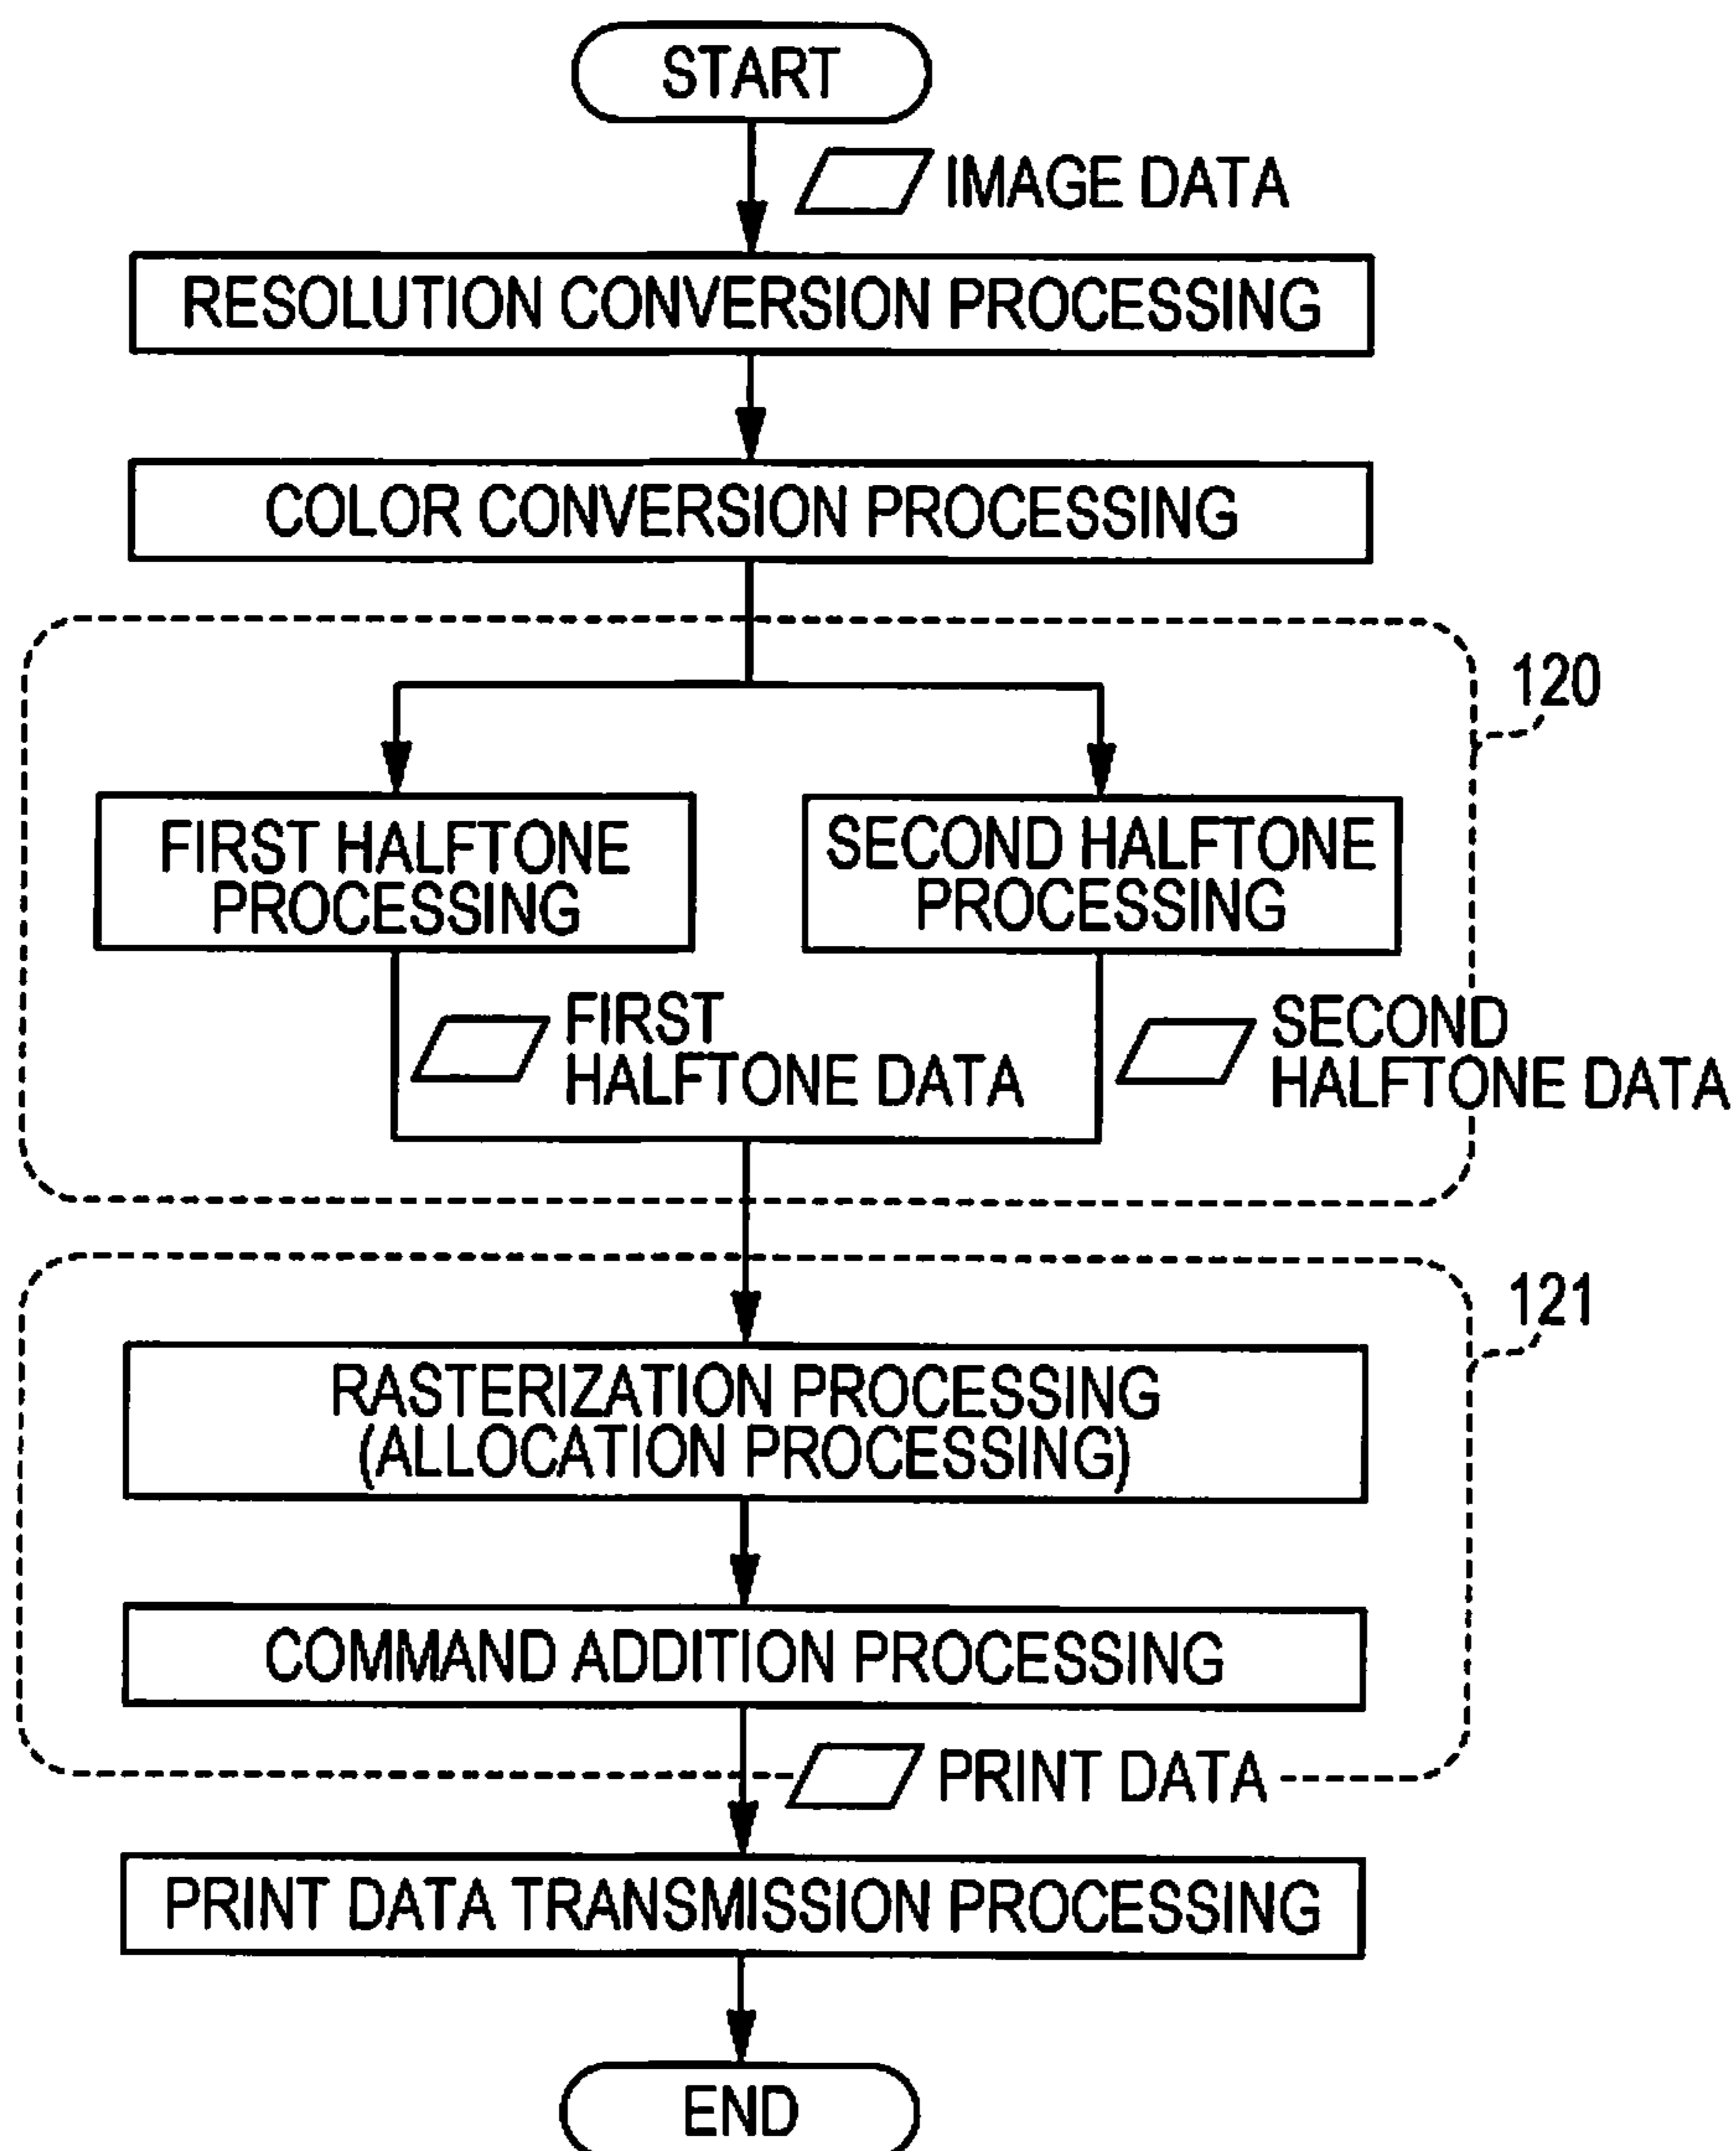 START
IMAGE DATA
RESOLUTION CONVERSION PROCESSING
COLOR CONVERSION PROCESSING
120
FIRST HALFTONE
PROCESSING
SECOND HALFTONE
PROCESSING
FIRST
HALFTONE DATA
SECOND
HALFTONE DATA
121
RASTERIZATION PROCESSING
(ALLOCATION PROCESSING)
COMMAND ADDITION PROCESSING
PRINT DATA
PRINT DATA TRANSMISSION PROCESSING
END